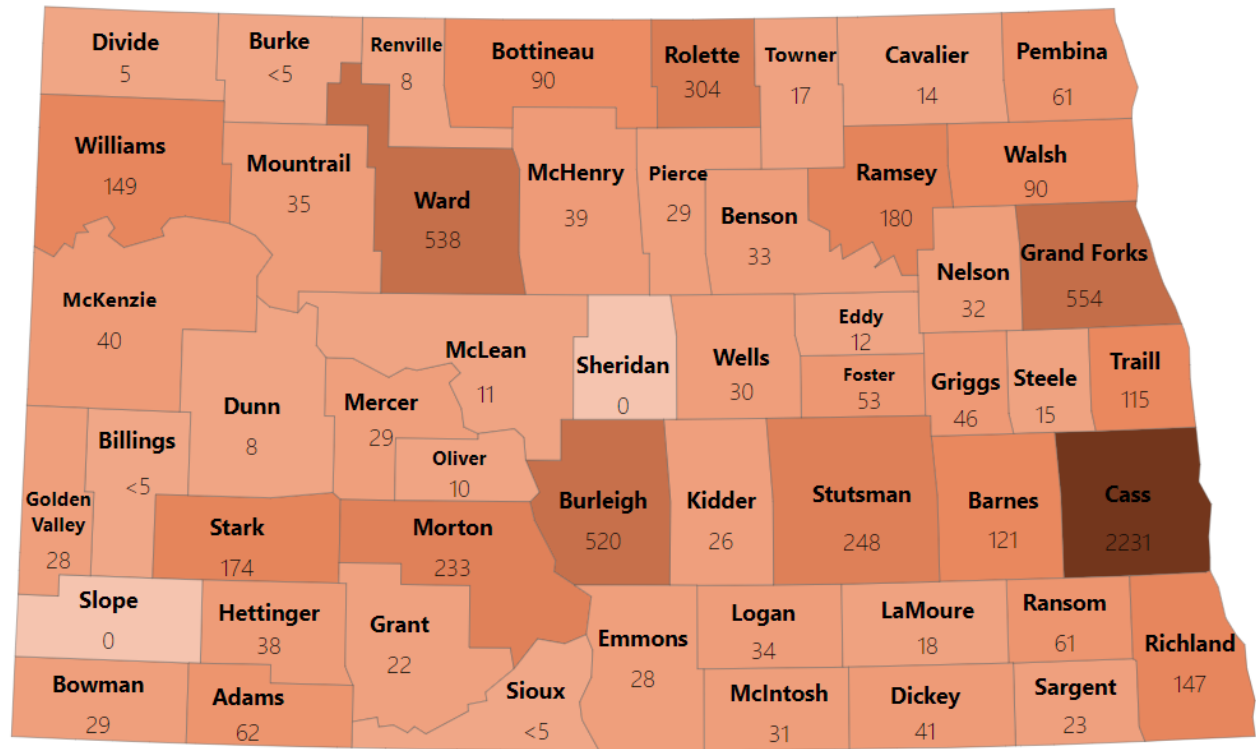 Divide
5
Burke
<5
Renville
8
Bottineau
90
Rolette
304
Towner
17
Cavalier
14
Pembina
61
Williams
149
Mountrail
35
Ward
538
McHenry
39
Pierce
29
Benson
33
Ramsey
180
Walsh
90
McKenzie
40
Nelson
32
Grand Forks
554
Dunn
8
McLean
11
Mercer
29
Oliver
10
Sheridan
0
Wells
30
Eddy
12
Foster
53
Griggs
46
Steele
15
Traill
115
Golden
Valley
28
Billings
<5
Stark
174
Morton
233
Burleigh
520
Kidder
26
Stutsman
248
Barnes
121
Cass
2231
Slope
0
Hettinger
38
Grant
22
Emmons
28
Logan
34
LaMoure
18
Ransom
61
Richland
147
Bowman
29
Adams
62
Sioux
<5
McIntosh
31
Dickey
41
Sargent
23